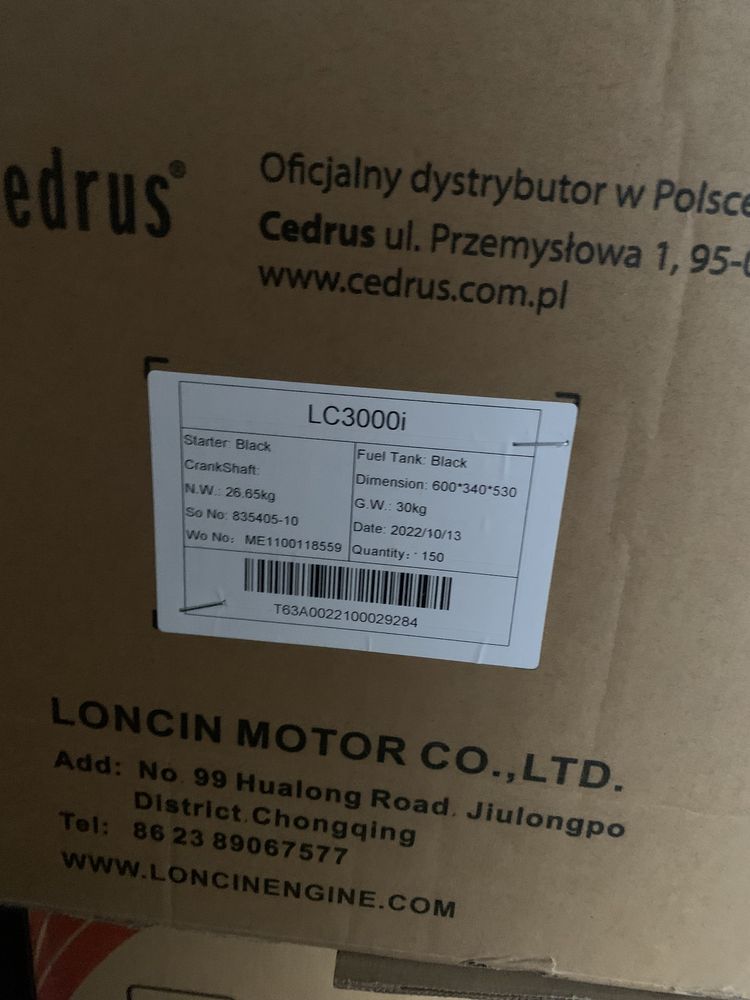 edrus®
Oficjalny dystrybutor w Polsce
Cedrus ul. Przemysłowa 1, 95-0
www.cedrus.com.pl
LC3000i
Starter: Black
Fuel Tank: Black
CrankShaft:
Dimension: 600*340*530
N.W.: 26.65kg
G.W.: 30kg
So No: 835405-10
Date: 2022/10/13
Wo No: ME1100118559
Quantity: 150
T63A0022100029284
LONCIN MOTOR CO.,LTD.
Add: No. 99 Hualong Road, Jiulongpo
District,Chongqing
Tel: 86 23 89067577
WWW.LONCINENGINE.COM